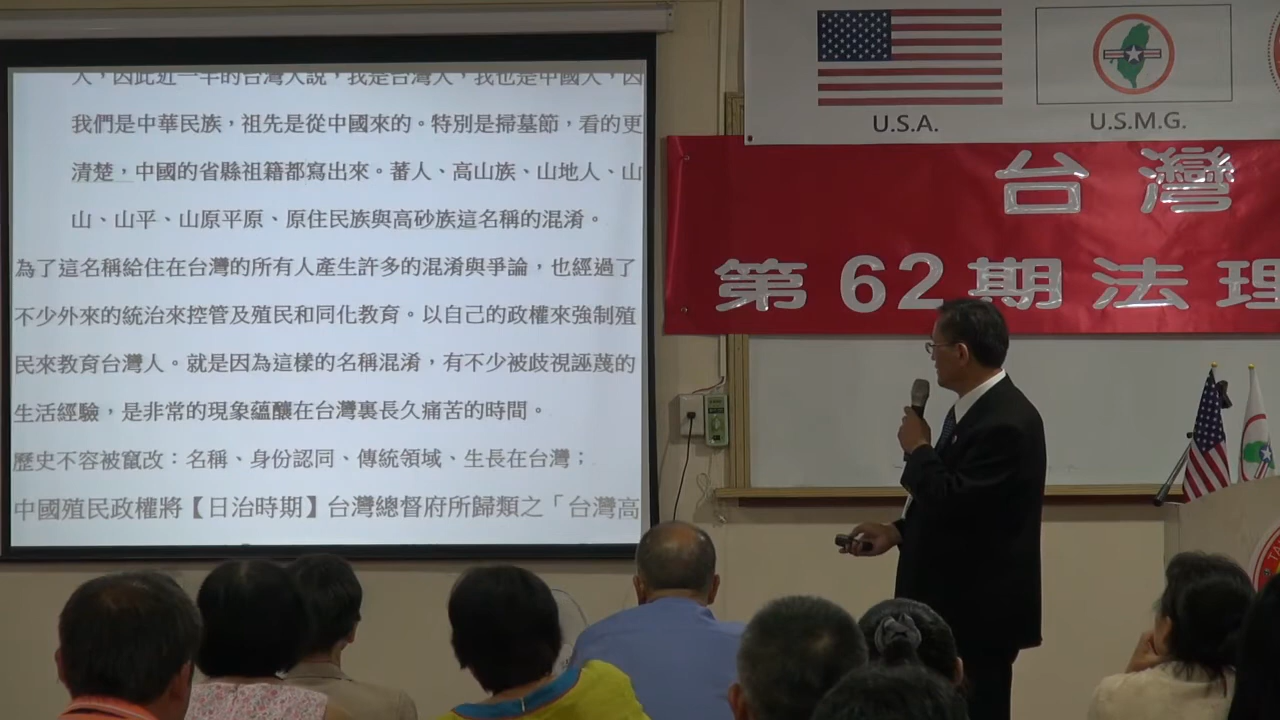 人，因此近一半的台灣人說，我是台灣人，我也是中國人，因
我們是中華民族，祖先是從中國來的。特別是掃墓節，看的更
清楚，中國的省縣祖籍都寫出來。蕃人、高山族、山地人、山
山、山平、山原平原、原住民族與高砂族這名稱的混淆。
為了這名稱給住在台灣的所有人產生許多的混淆與爭論，也經過了
不少外來的統治來控管及殖民和同化教育。以自己的政權來強制殖
民來教育台灣人。就是因為這樣的名稱混淆，有不少被歧視誣蔑的
生活經驗，是非常的現象蘊釀在台灣裏長久痛苦的時間。
歷史不容被竄改：名稱、身份認同、傳統領域、生長在台灣；
中國殖民政權將【日治時期】台灣總督府所歸類之「台灣高
U.S.A.
U.S.M.G.
台灣
第62期法理